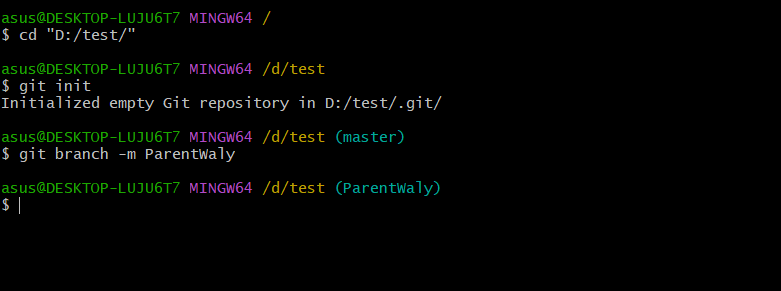 asus@DESKTOP-LUJU6T7 MINGW64 /
$ cd "D:/test/"
asus@DESKTOP-LUJU6T7 MINGW64 /d/test
$ git init
Initialized empty Git repository in D:/test/.git/
asus@DESKTOP-LUJU6T7 MINGW64 /d/test (master)
$ git branch -m ParentWaly
asus@DESKTOP-LUJU6T7 MINGW64 /d/test (ParentWaly)
$